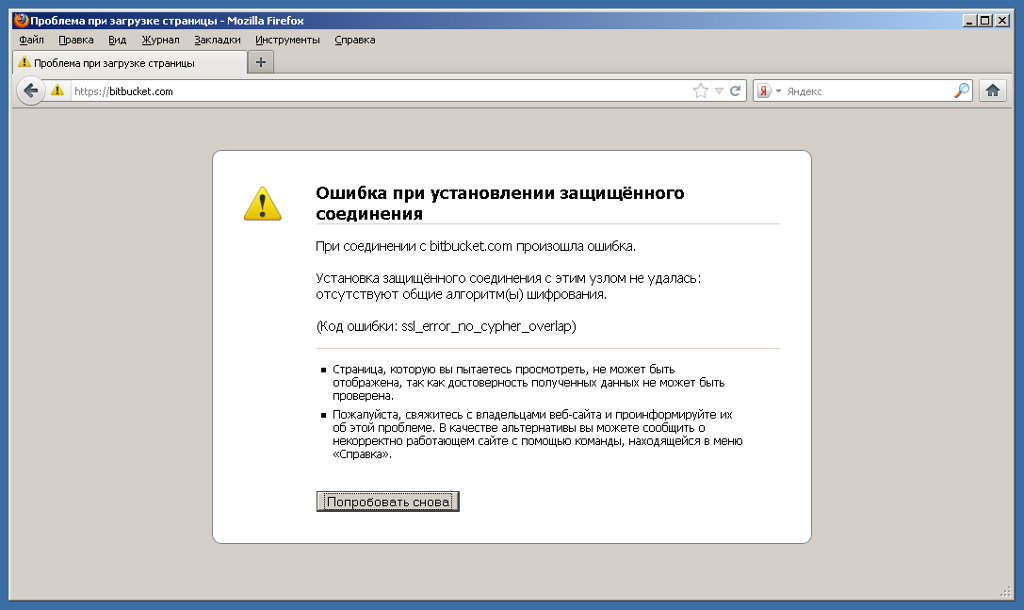 Проблема при загрузке страницы - Mozilla Firefox
Файл Правка Вид Журнал Закладки Инструменты Справка
Проблема при загрузке страницы
https://bitbucket.com
Я Яндекс
Ошибка при установлении защищённого
соединения
При соединении с bitbucket.com произошла ошибка.
Установка защищённого соединения с этим узлом не удалась:
отсутствуют общие алгоритм(ы) шифрования.
(Код ошибки: ssl_error_no_cypher_overlap)
Страница, которую вы пытаетесь просмотреть, не может быть
отображена, так как достоверность полученных данных не может быть
проверена.
Пожалуйста, свяжитесь с владельцами веб-сайта и проинформируйте их
об этой проблеме. В качестве альтернативы вы можете сообщить о
некорректно работающем сайте с помощью команды, находящейся в меню
«Справка».
Попробовать снова